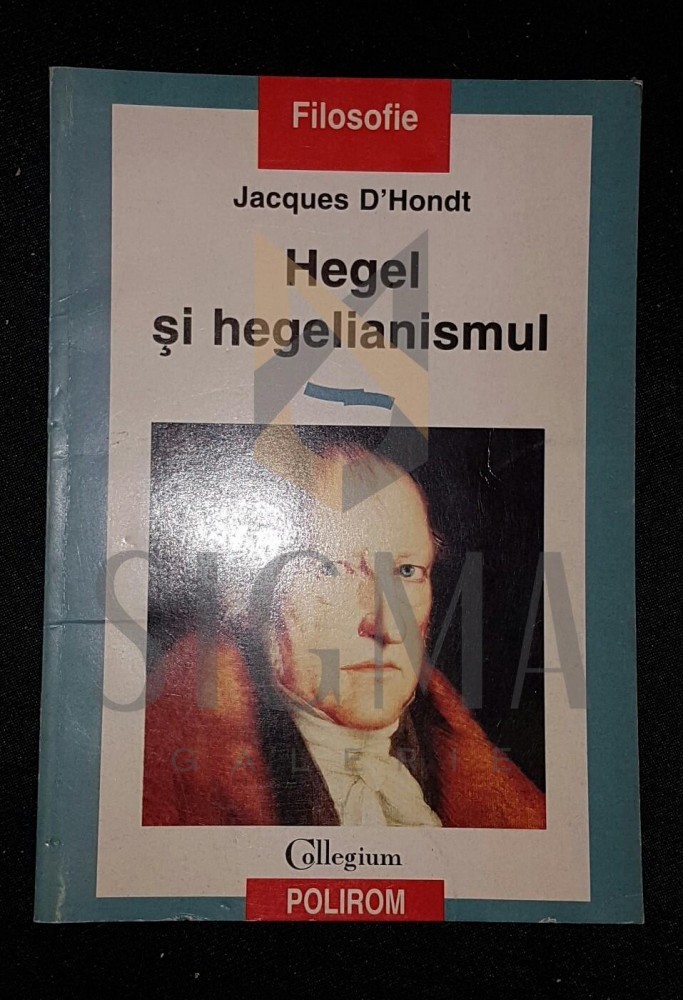 Filosofie
Jacques D'Hondt
Hegel
şi hegelianismul
SIGMA
GALERIE
Collegium
POLIROM